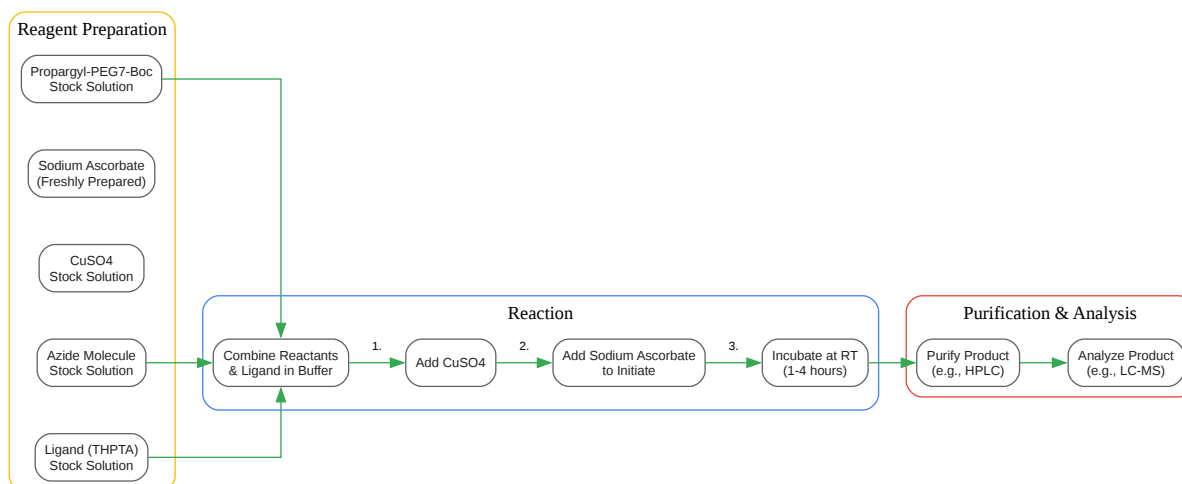 Reagent Preparation
Propargyl-PEG7-Boc
Stock Solution
Sodium Ascorbate
(Freshly Prepared)
CuSO4
Stock Solution
Azide Molecule
Stock Solution
Ligand (THPTA)
Stock Solution
Reaction
Combine Reactants
& Ligand in Buffer
1.
Add CuSO4
2.
Add Sodium Ascorbate
to Initiate
3.
Incubate at RT
(1-4 hours)
Purification & Analysis
Purify Product
(e.g., HPLC)
Analyze Product
(e.g., LC-MS)